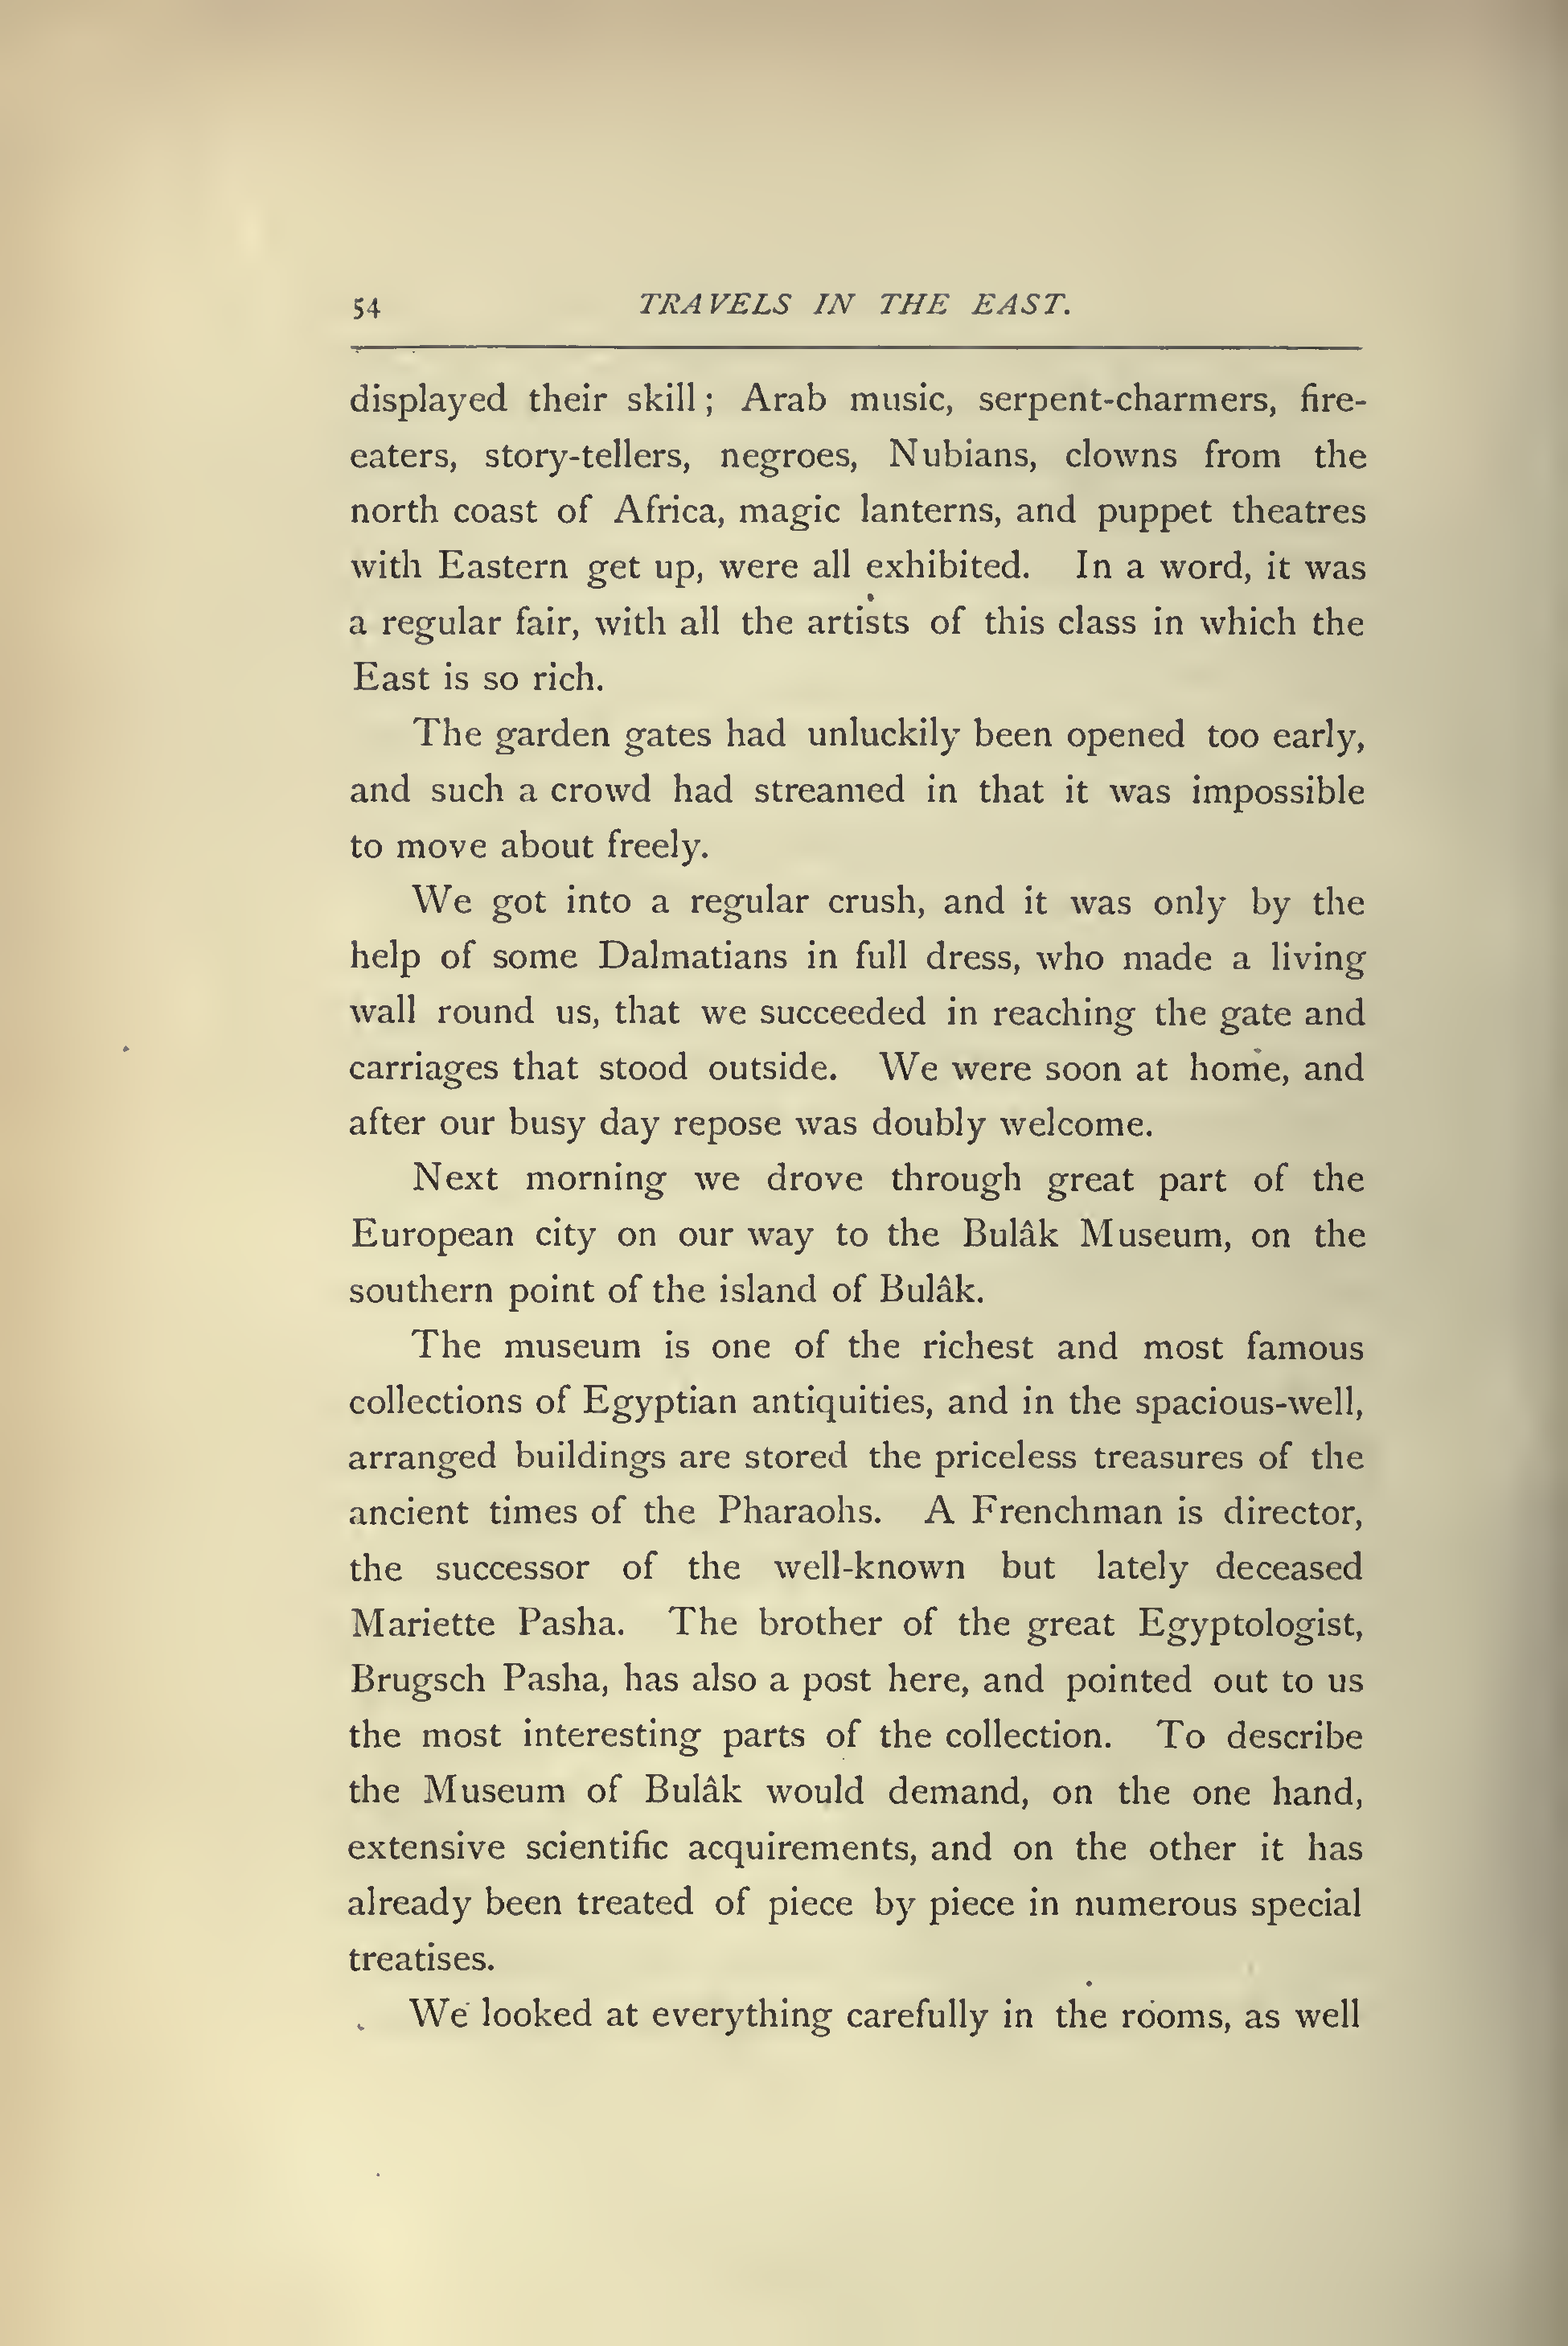 54 TRAVELS IN THE EAST.
displayed their skill; Arab music, serpent-charmers, fire-
eaters, story-tellers, negroes, Nubians, clowns from the
north coast of Africa, magic lanterns, and puppet theatres
with Eastern get up, were all exhibited. In a word, it was
a regular fair, with all the artists of this class in which the
East is so rich.
The garden gates had unluckily been opened too early,
and such a crowd had streamed in that it was impossible
to move about freely.
We got into a regular crush, and it was only by the
help of some Dalmatians in full dress, who made a living
wall round us, that we succeeded in reaching the gate and
carriages that stood outside. We were soon at home, and
after our busy day repose was doubly welcome.
Next morning we drove through great part of the
European city on our way to the Bulâk Museum, on the
southern point of the island of Bulâk.
The museum is one of the richest and most famous
collections of Egyptian antiquities, and in the spacious-well,
arranged buildings are stored the priceless treasures of the
ancient times of the Pharaohs. A Frenchman is director,
the successor of the well-known but lately deceased
Mariette Pasha. The brother of the great Egyptologist,
Brugsch Pasha, has also a post here, and pointed out to us
the most interesting parts of the collection. To describe
the Museum of Bulâk would demand, on the one hand,
extensive scientific acquirements, and on the other it has
already been treated of piece by piece in numerous special
treatises.
We looked at everything carefully in the rooms, as well